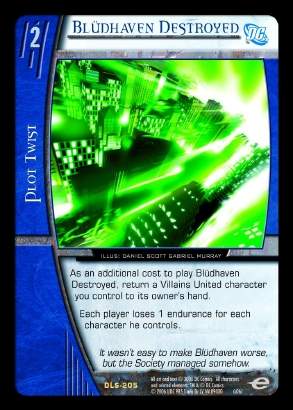 Blüdhaven Destroyed
DC
2
Plot Twist
ILLUS: DANIEL SCOTT GABRIEL MURRAY
As an additional cost to play Blüdhaven
Destroyed, return a Villains United character
you control to its owner's hand.
Each player loses 1 endurance for each
character he controls.
It wasn't easy to make Blüdhaven worse,
but the Society managed somehow.
DLS-205